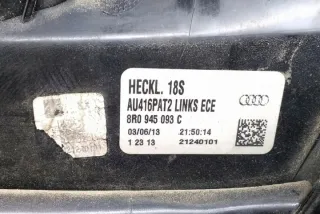 HECKL. 18S
AU416PAT2 LINKS ECE
8R0 945 093 C
03/06/13 21:50:14
1 23 13 21240101